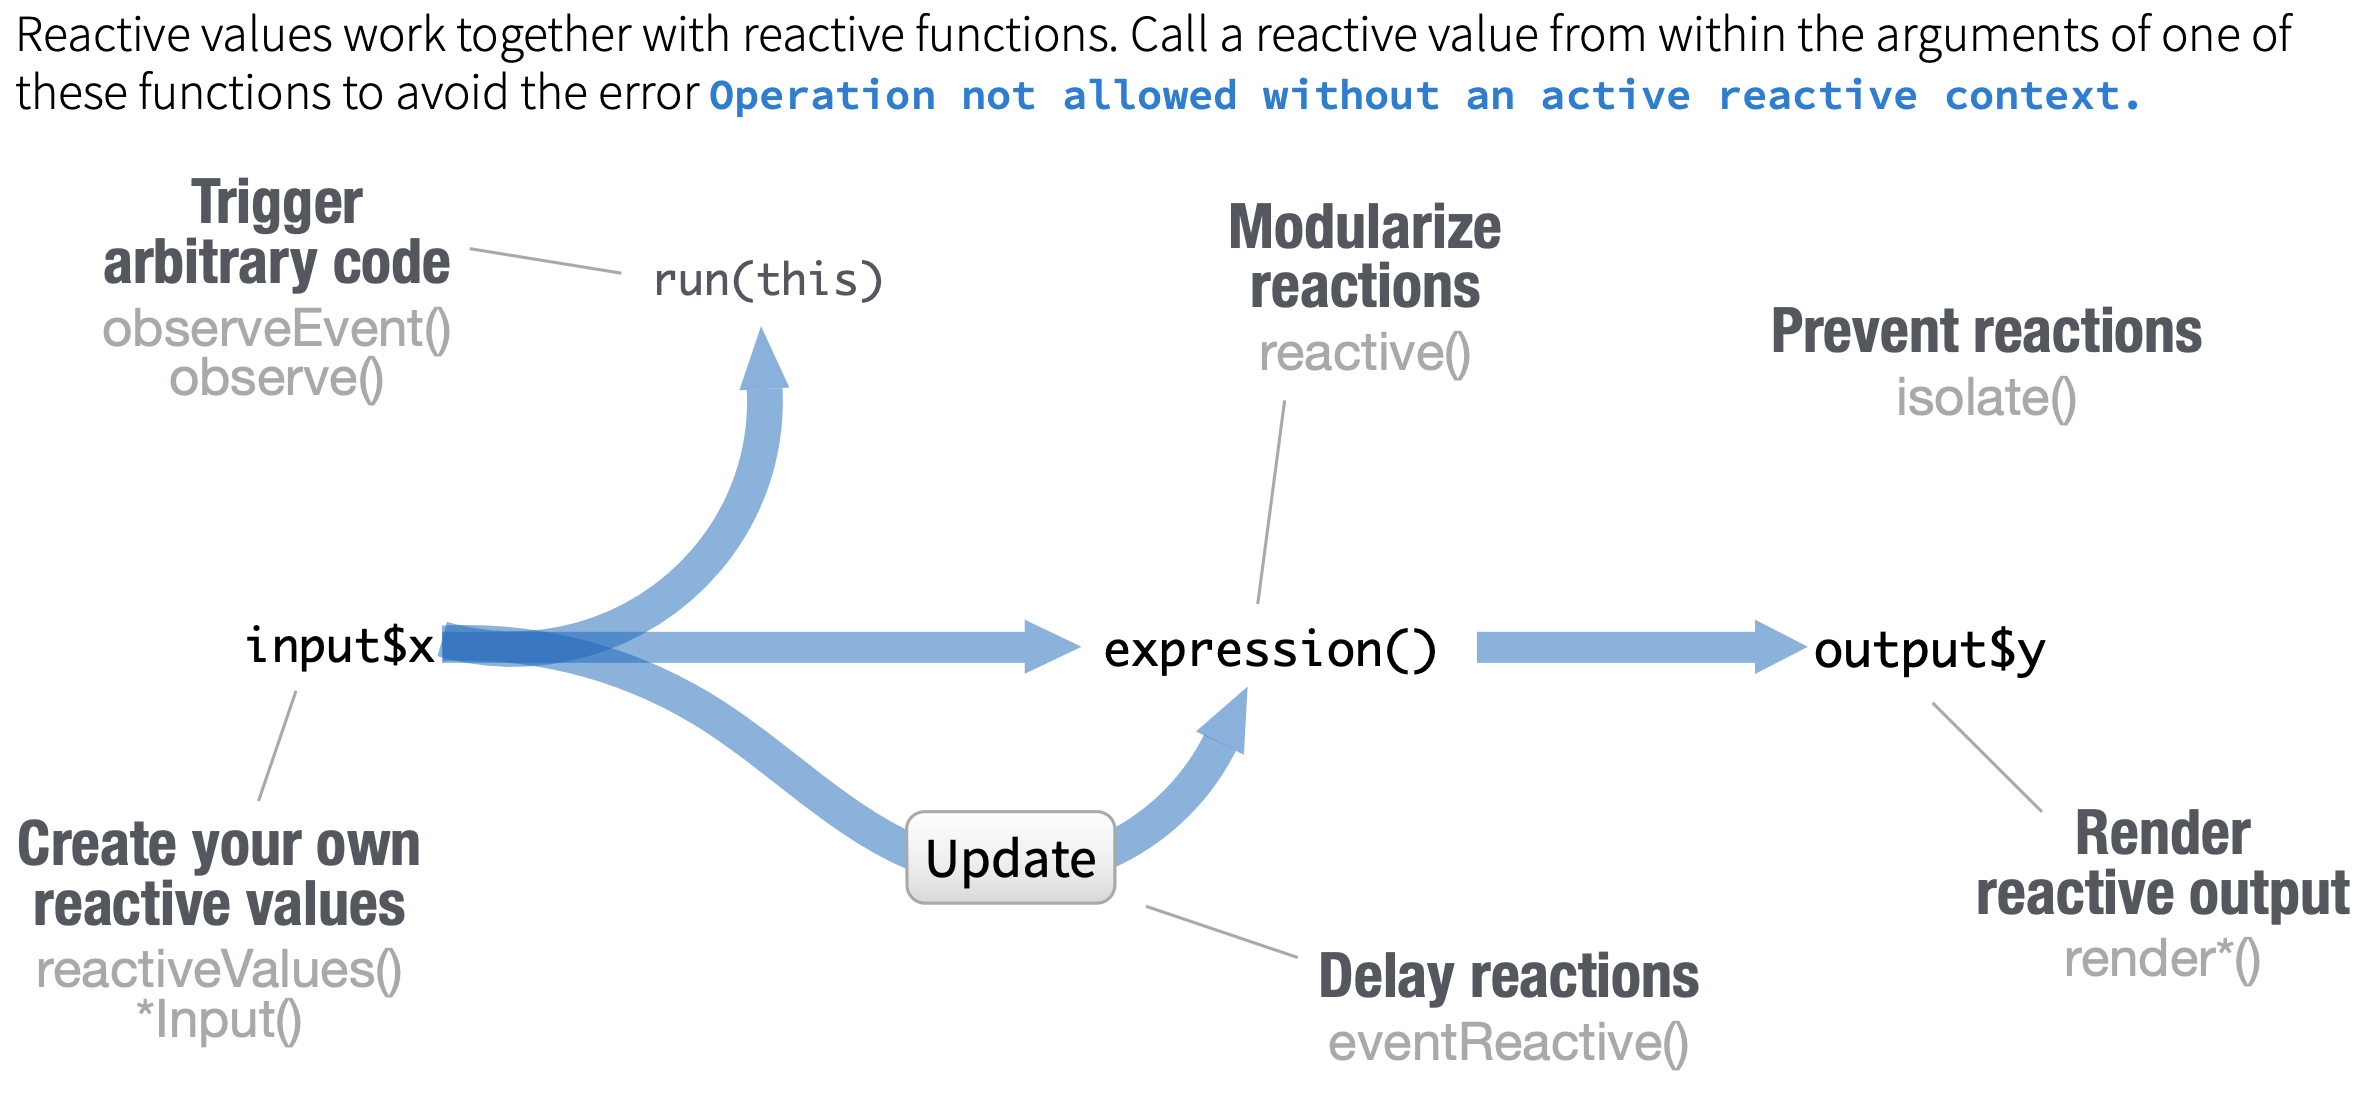 Reactive values work together with reactive functions. Call a reactive value from within the arguments of one of
these functions to avoid the error Operation not allowed without an active reactive context.
Trigger
arbitrary code
observeEvent()
observe()
run(this)
Modularize
reactions
reactive()
Prevent reactions
isolate()
input$x
expression()
output$y
Create your own
reactive values
reactiveValues()
*Input()
Update
Delay reactions
eventReactive()
Render
reactive output
render*()